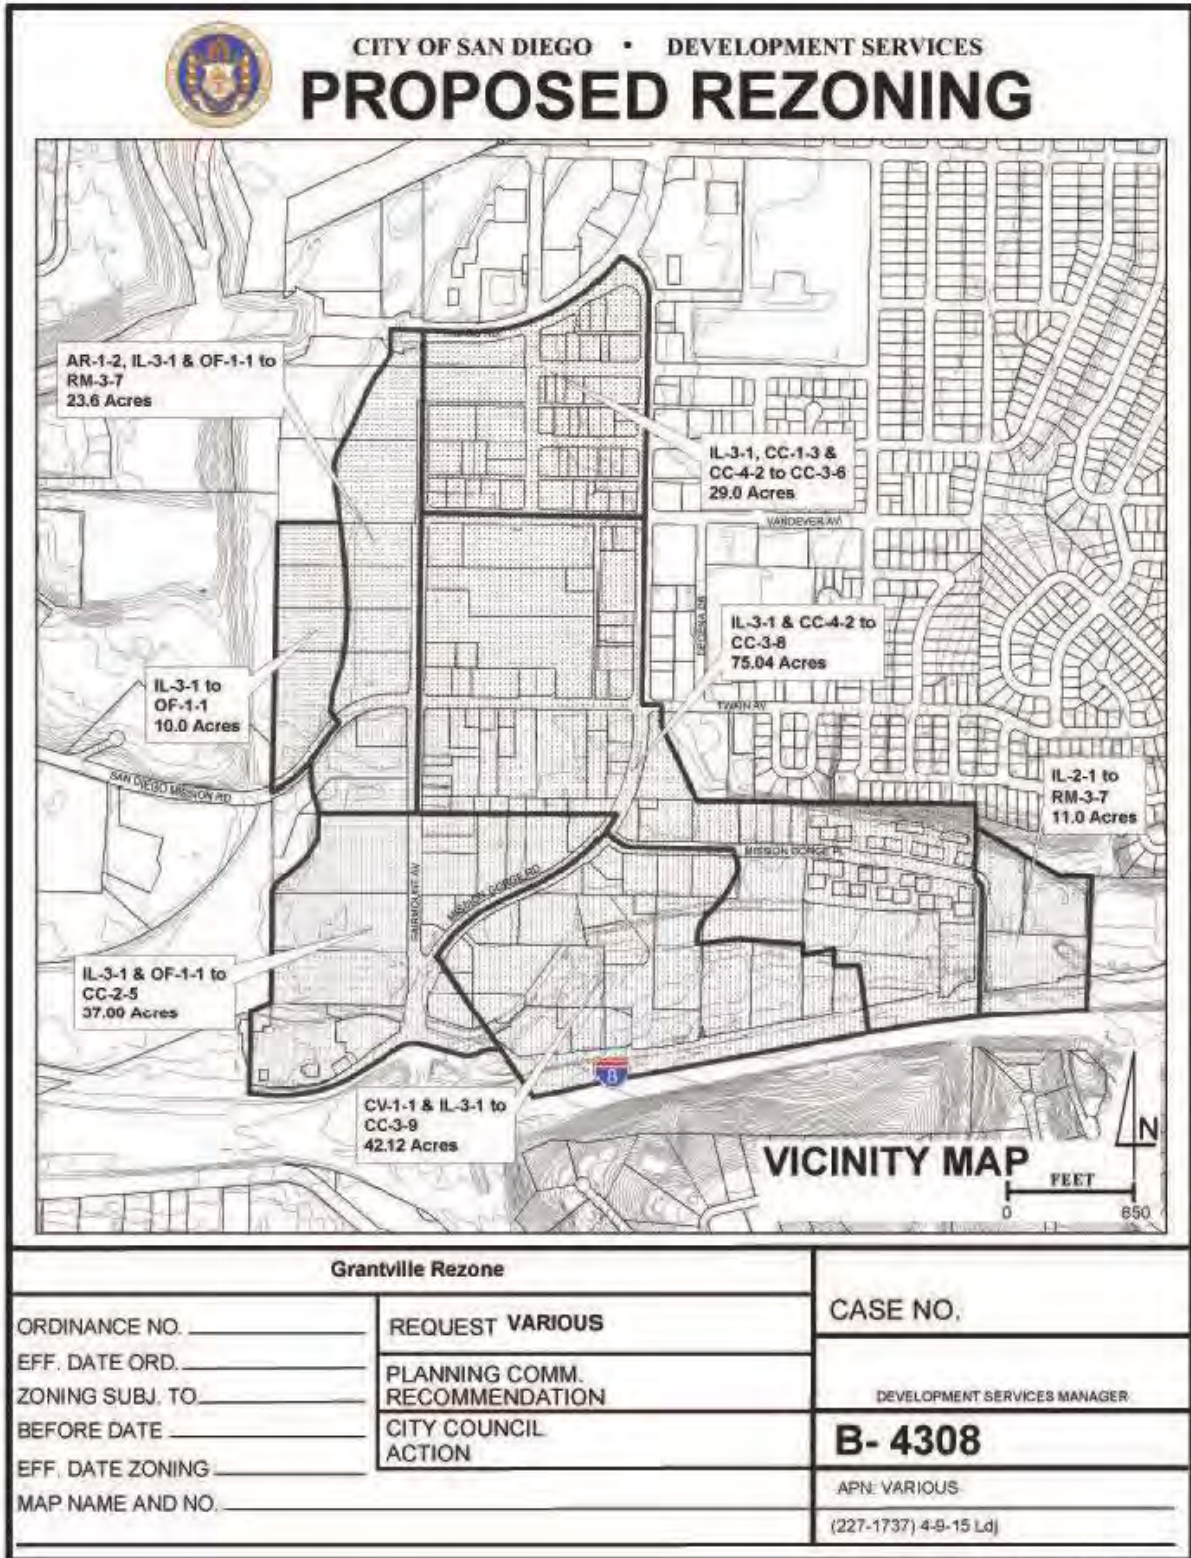 CITY OF SAN DIEGO • DEVELOPMENT SERVICES
PROPOSED REZONING
AR-1-2, IL-3-1 & OF-1-1 to
RM-3-7
23.6 Acres
IL-3-1, CC-1-3 &
CC-4-2 to CC-3-6
29.0 Acres
VANDEVER AV
IL-3-1 & CC-4-2 to
CC-3-8
75.04 Acres
IL-3-1 to
OF-1-1
10.0 Acres
TWAIN AV
SAN DIEGO MISSION RD
IL-2-1 to
RM-3-7
11.0 Acres
MISSION GORGE PL
FAIRMOUNT AV
MISSION GORGE RD
IL-3-1 & OF-1-1 to
CC-2-5
37.00 Acres
8
CV-1-1 & IL-3-1 to
CC-3-9
42.12 Acres
N
VICINITY MAP
FEET
0 650
Grantville Rezone
ORDINANCE NO.
EFF. DATE ORD.
ZONING SUBJ. TO
BEFORE DATE
EFF. DATE ZONING
MAP NAME AND NO.
REQUEST VARIOUS
PLANNING COMM.
RECOMMENDATION
CITY COUNCIL
ACTION
CASE NO.
DEVELOPMENT SERVICES MANAGER
B- 4308
APN: VARIOUS
(227-1737) 4-9-15 Ldj